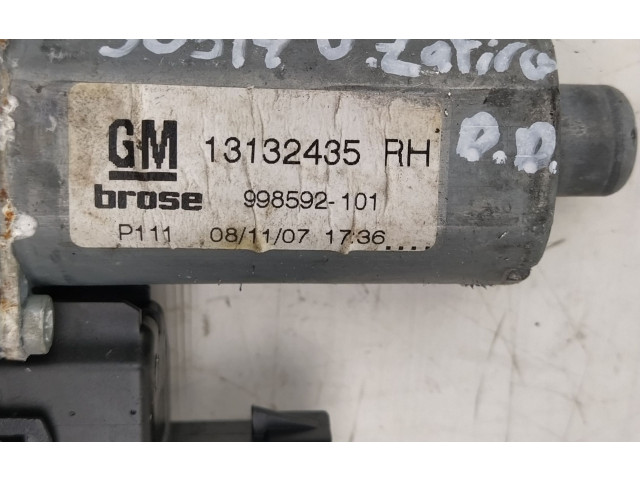 Zafira
GM 13132435 RH
D.D.
brose 998592-101
P111 08/11/07 17:36